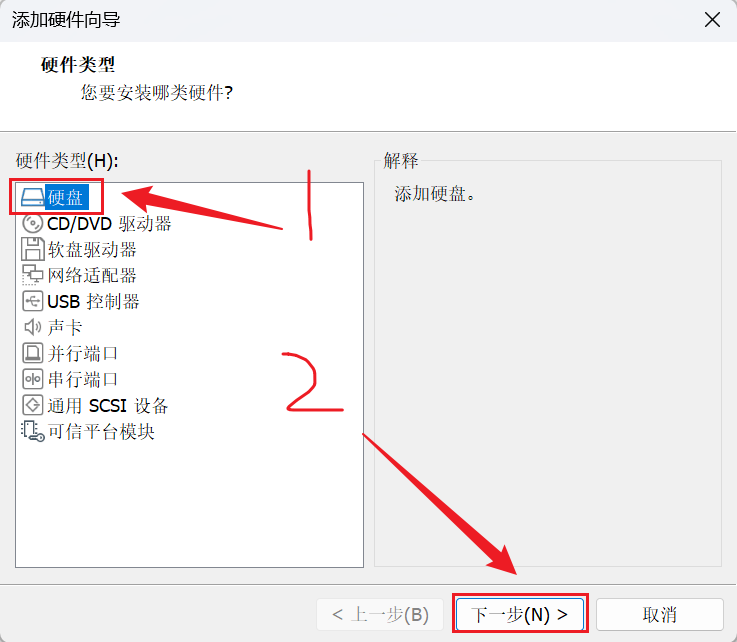 添加硬件向导
硬件类型
您要安装哪类硬件?
硬件类型(H):
硬盘
CD/DVD 驱动器
软盘驱动器
网络适配器
USB 控制器
声卡
并行端口
串行端口
通用 SCSI 设备
可信平台模块
解释
添加硬盘。
1
2
< 上一步(B)
下一步(N) >
取消